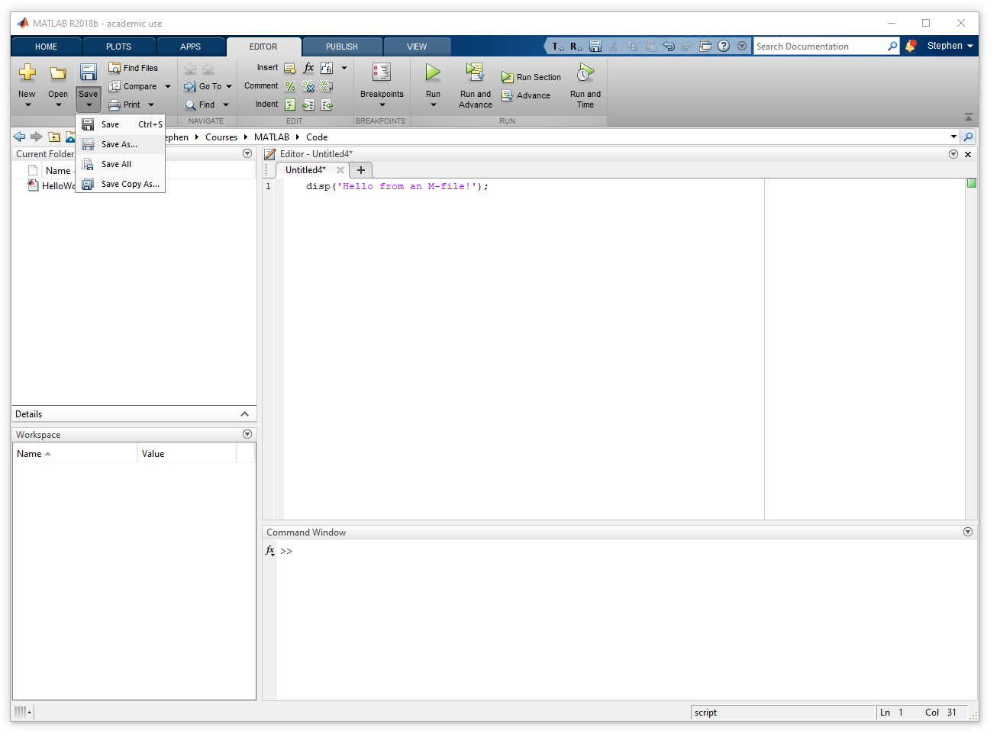 MATLAB R2018b - academic use
HOME PLOTS APPS EDITOR PUBLISH VIEW
Search Documentation
Stephen
New Open Save
Find Files
Compare
Print
Go To
Find
NAVIGATE
Insert
Comment
Indent
EDIT
Breakpoints
BREAKPOINTS
Run
Run and Advance
Run Section
Advance
Run and Time
RUN
Save Ctrl+S
Save As...
Save All
Save Copy As...
Courses MATLAB Code
Current Folder
Name
Editor - Untitled4*
Untitled4*
1 disp('Hello from an M-file!');
Details
Workspace
Name Value
Command Window
fx >>
script
Ln 1 Col 31